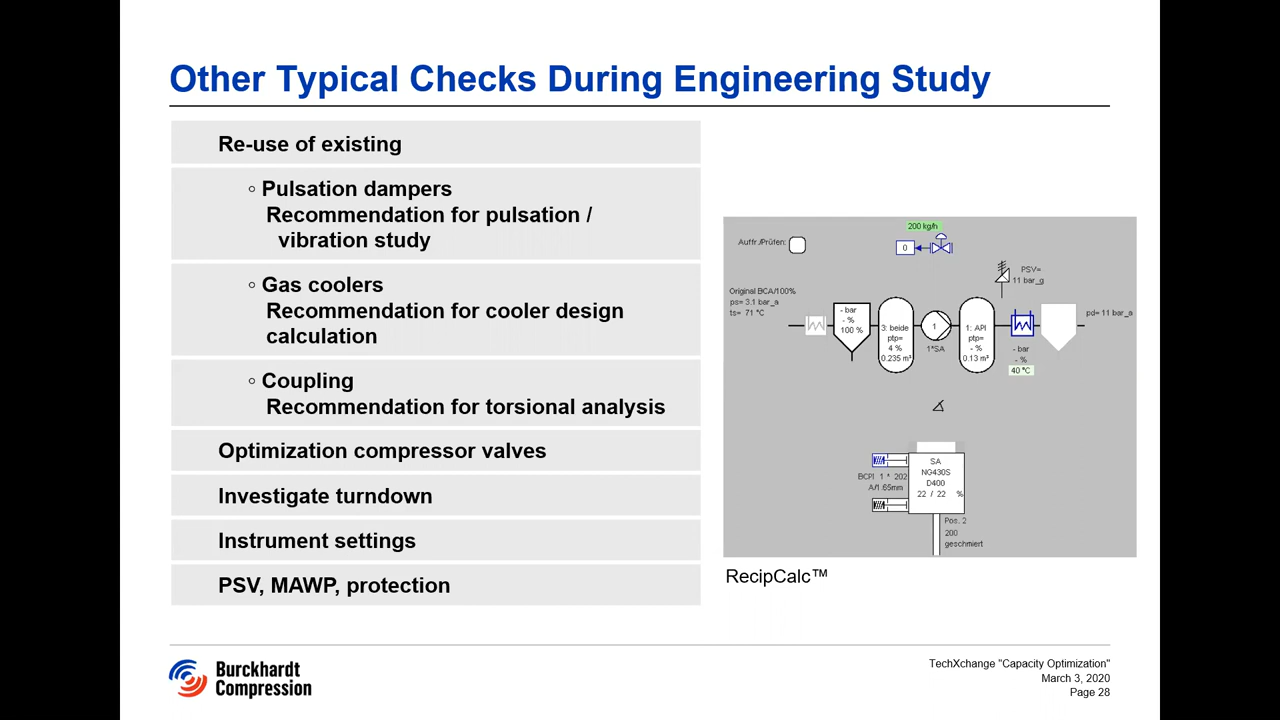 Other Typical Checks During Engineering Study
Re-use of existing
◦ Pulsation dampers
Recommendation for pulsation /
vibration study
◦ Gas coolers
Recommendation for cooler design
calculation
◦ Coupling
Recommendation for torsional analysis
Optimization compressor valves
Investigate turndown
Instrument settings
PSV, MAWP, protection
200 kg/h
Auffr./Prüfen:
0
PSV=
11 bar_g
Original BCA/100%
ps= 3.1 bar_a
ts= 71 °C
- bar
- %
100 %
3: beide
ptp=
4 %
0.235 m³
1
1*SA
1: API
ptp=
- %
0.13 m³
- bar
- %
40 °C
pd= 11 bar_a
BCPI 1 * 202
A/1.65mm
SA
NG430S
D400
22 / 22 %
Pos. 2
200
geschmiert
RecipCalc™
Burckhardt
Compression
TechXchange "Capacity Optimization"
March 3, 2020
Page 28